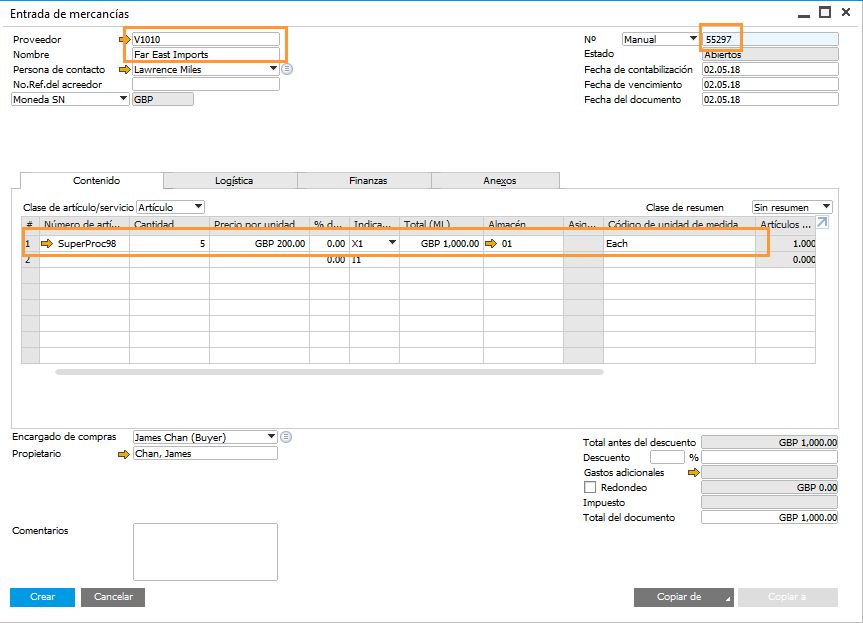 Entrada de mercancías
Proveedor V1010
Nombre Far East Imports
Persona de contacto Lawrence Miles
No.Ref.del acreedor
Moneda SN GBP
Nº Manual 55297
Estado Abiertos
Fecha de contabilización 02.05.18
Fecha de vencimiento 02.05.18
Fecha del documento 02.05.18
Contenido Logística Finanzas Anexos
Clase de artículo/servicio Artículo Clase de resumen Sin resumen
# Número de artí... Cantidad Precio por unidad % d... Indica... Total (ML) Almacén Asig... Código de unidad de medida Artículos ...
1 SuperProc98 5 GBP 200.00 0.00 X1 GBP 1,000.00 01 Each 1.000
2 0.00 I1 0.000
Encargado de compras James Chan (Buyer)
Propietario Chan, James
Total antes del descuento GBP 1,000.00
Descuento %
Gastos adicionales
Redondeo GBP 0.00
Impuesto
Total del documento GBP 1,000.00
Comentarios
Crear Cancelar Copiar de Copiar a